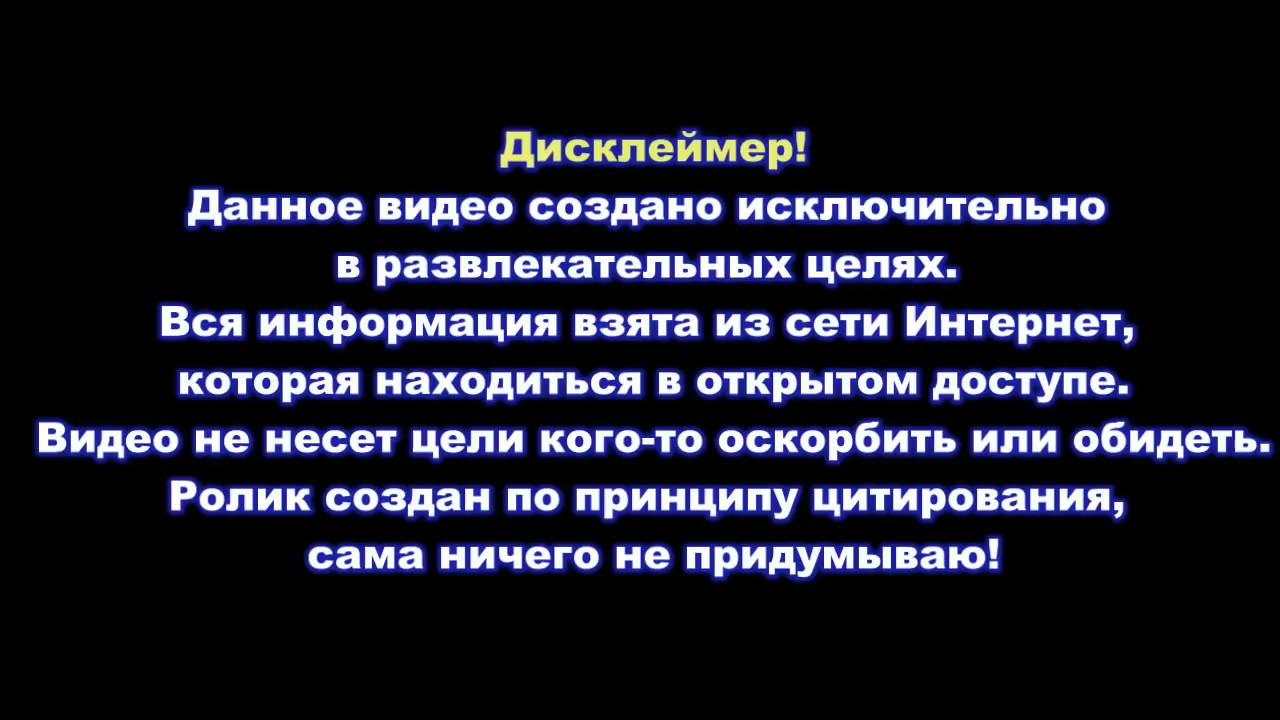 Дисклеймер!
Данное видео создано исключительно
в развлекательных целях.
Вся информация взята из сети Интернет,
которая находиться в открытом доступе.
Видео не несет цели кого-то оскорбить или обидеть.
Ролик создан по принципу цитирования,
сама ничего не придумываю!